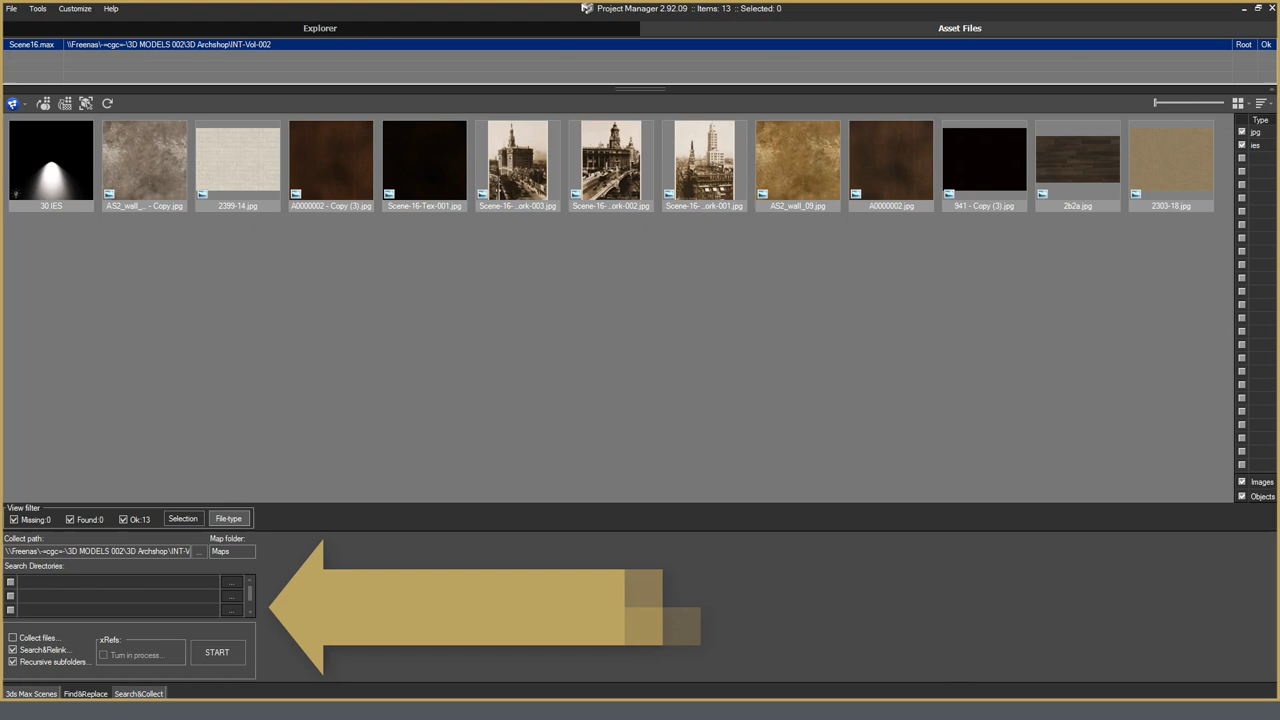 File Tools Customize Help
Project Manager 2.92.09 :: Items: 13 :: Selected: 0
Explorer
Asset Files
Scene16.max \\Freenas\-=cgc=-\3D MODELS 002\3D Archshop\INT-Vol-002 Root Ok
Type
jpg
ies
30.IES
AS2_wall_... - Copy.jpg
2399-14.jpg
A0000002 - Copy (3).jpg
Scene-16-Tex-001.jpg
Scene-16-...ork-003.jpg
Scene-16-...ork-002.jpg
Scene-16-...ork-001.jpg
AS2_wall_09.jpg
A0000002.jpg
941 - Copy (3).jpg
2b2a.jpg
2303-18.jpg
Images
Objects
View filter
Missing:0 Found:0 Ok:13 Selection File-type
Collect path: Map folder:
\\Freenas\-=cgc=-\3D MODELS 002\3D Archshop\INT-V ... Maps
Search Directories:
...
...
...
Collect files...
Search&Relink...
Recursive subfolders...
xRefs:
Turn in process...
START
3ds Max Scenes Find&Replace Search&Collect